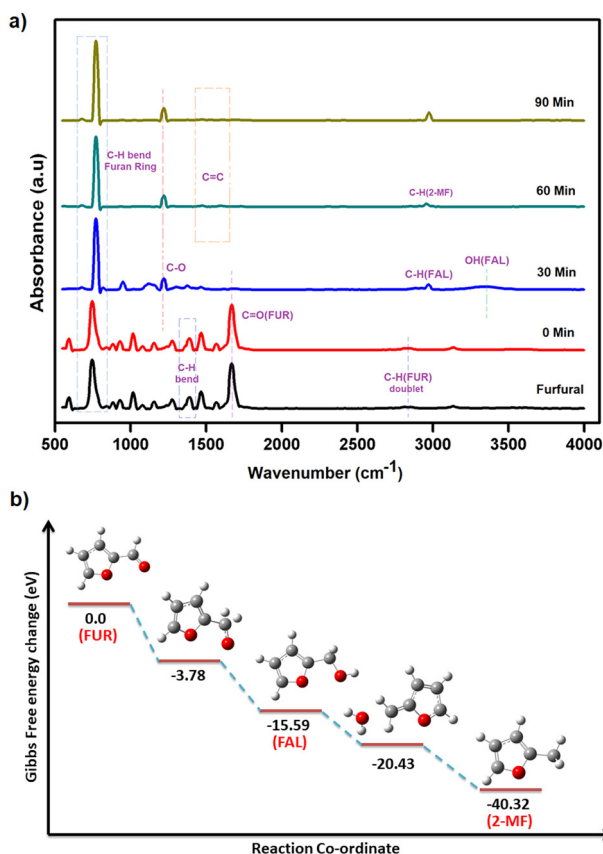 a)
90 Min
C-H bend
Furan Ring
C=C
60 Min
C-H(2-MF)
C-O
C-H(FAL)
OH(FAL)
30 Min
C=O(FUR)
0 Min
C-H
bend
C-H(FUR)
doublet
Furfural
Absorbance (a.u)
500 1000 1500 2000 2500 3000 3500 4000
Wavenumber (cm-1)
b)
Gibbs Free energy change (eV)
0.0
(FUR)
-3.78
-15.59
(FAL)
-20.43
-40.32
(2-MF)
Reaction Co-ordinate